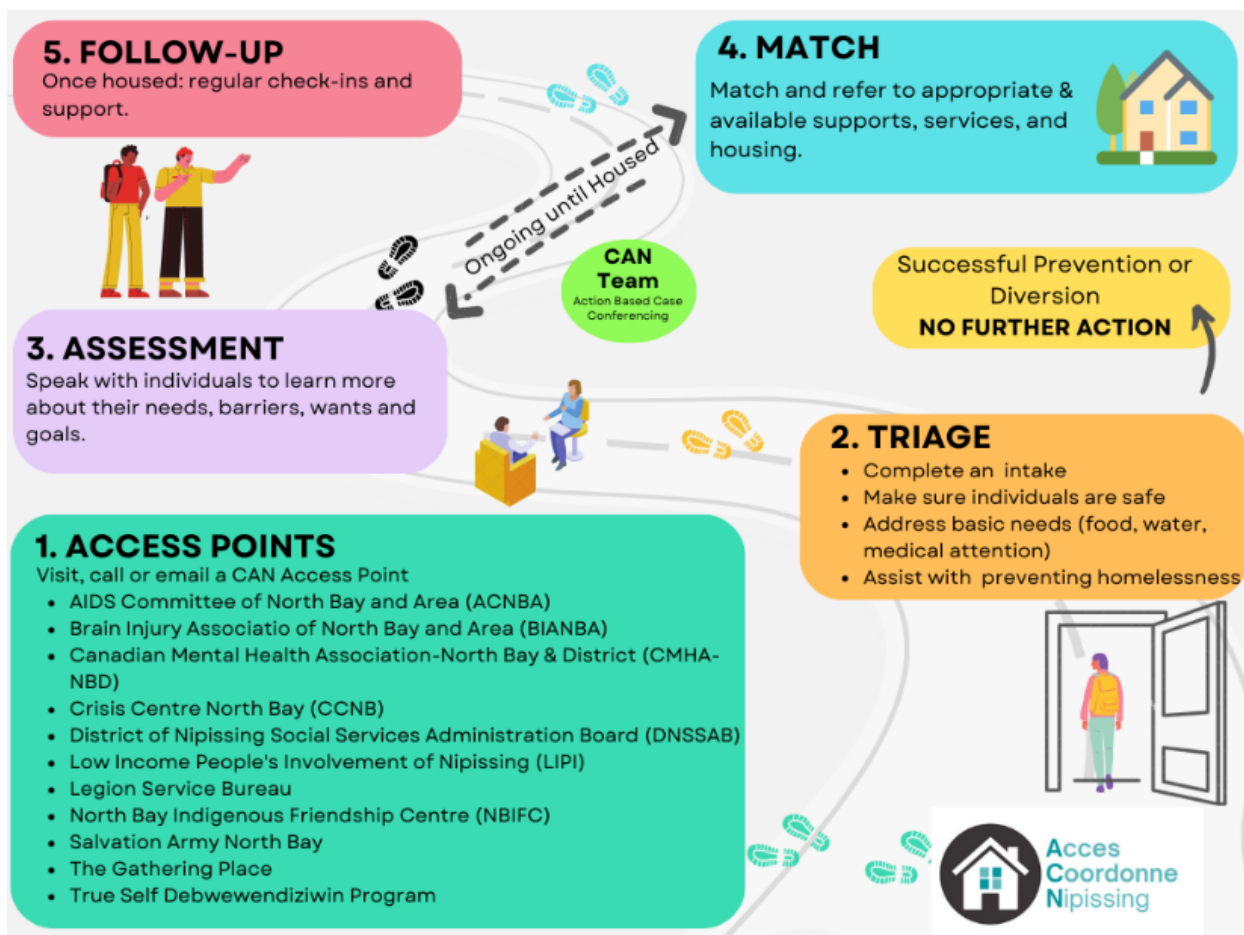 5. FOLLOW-UP
Once housed: regular check-ins and
support.
4. MATCH
Match and refer to appropriate &
available supports, services, and
housing.
Ongoing until Housed
CAN
Team
Action Based Case
Conferencing
Successful Prevention or
Diversion
NO FURTHER ACTION
3. ASSESSMENT
Speak with individuals to learn more
about their needs, barriers, wants and
goals.
2. TRIAGE
• Complete an intake
• Make sure individuals are safe
• Address basic needs (food, water,
medical attention)
• Assist with preventing homelessness
1. ACCESS POINTS
Visit, call or email a CAN Access Point
• AIDS Committee of North Bay and Area (ACNBA)
• Brain Injury Associatio of North Bay and Area (BIANBA)
• Canadian Mental Health Association-North Bay & District (CMHA-
NBD)
• Crisis Centre North Bay (CCNB)
• District of Nipissing Social Services Administration Board (DNSSAB)
• Low Income People's Involvement of Nipissing (LIPI)
• Legion Service Bureau
• North Bay Indigenous Friendship Centre (NBIFC)
• Salvation Army North Bay
• The Gathering Place
• True Self Debwewendiziwin Program
Acces
Coordonne
Nipissing